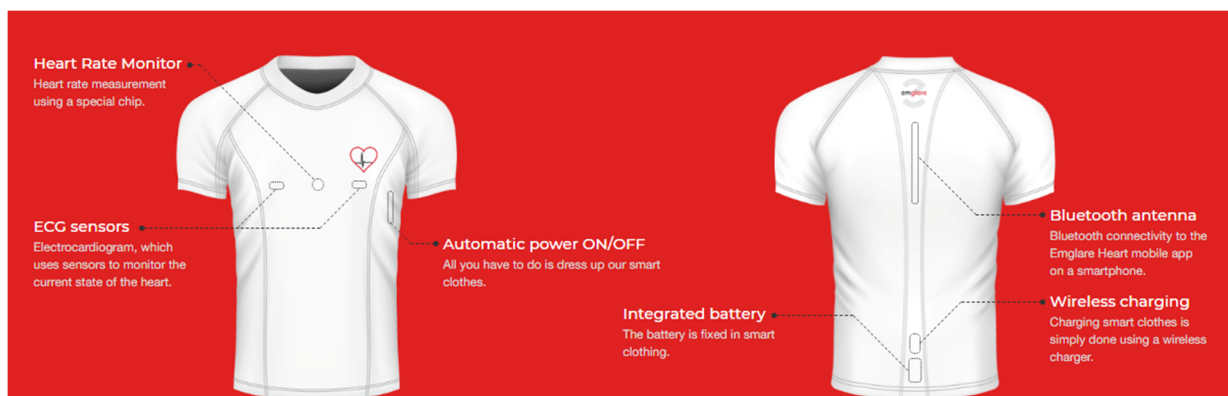 Heart Rate Monitor
Heart rate measurement
using a special chip.
ECG sensors
Electrocardiogram, which
uses sensors to monitor the
current state of the heart.
Automatic power ON/OFF
All you have to do is dress up our smart
clothes.
emglare
Bluetooth antenna
Bluetooth connectivity to the
Emglare Heart mobile app
on a smartphone.
Integrated battery
The battery is fixed in smart
clothing.
Wireless charging
Charging smart clothes is
simply done using a wireless
charger.